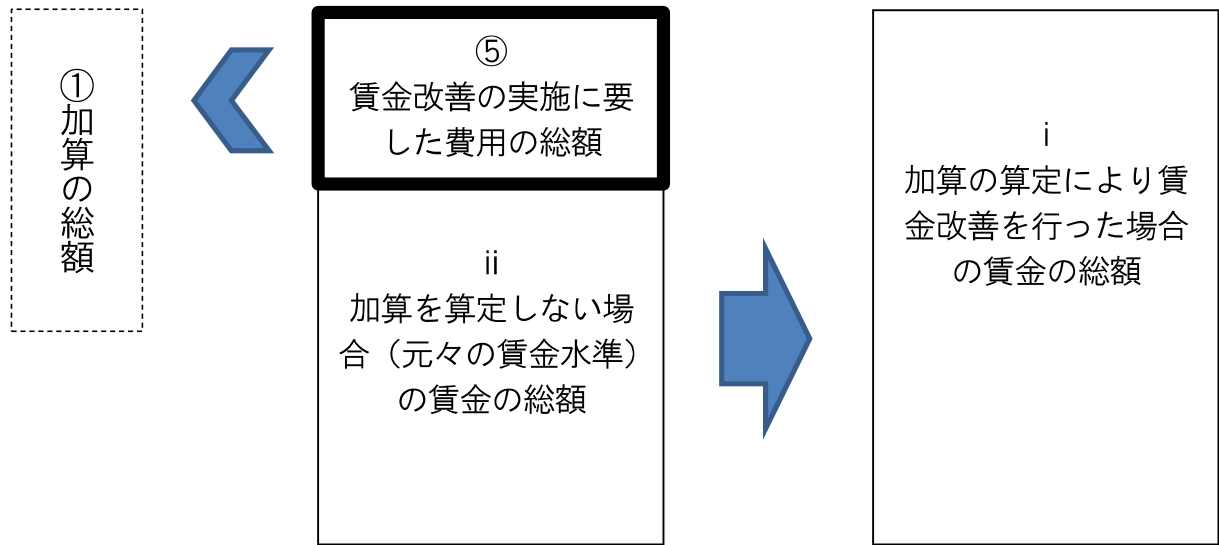 ①加算の総額
⑤
賃金改善の実施に要
した費用の総額
ⅱ
加算を算定しない場
合（元々の賃金水準）
の賃金の総額
ⅰ
加算の算定により賃
金改善を行った場合
の賃金の総額